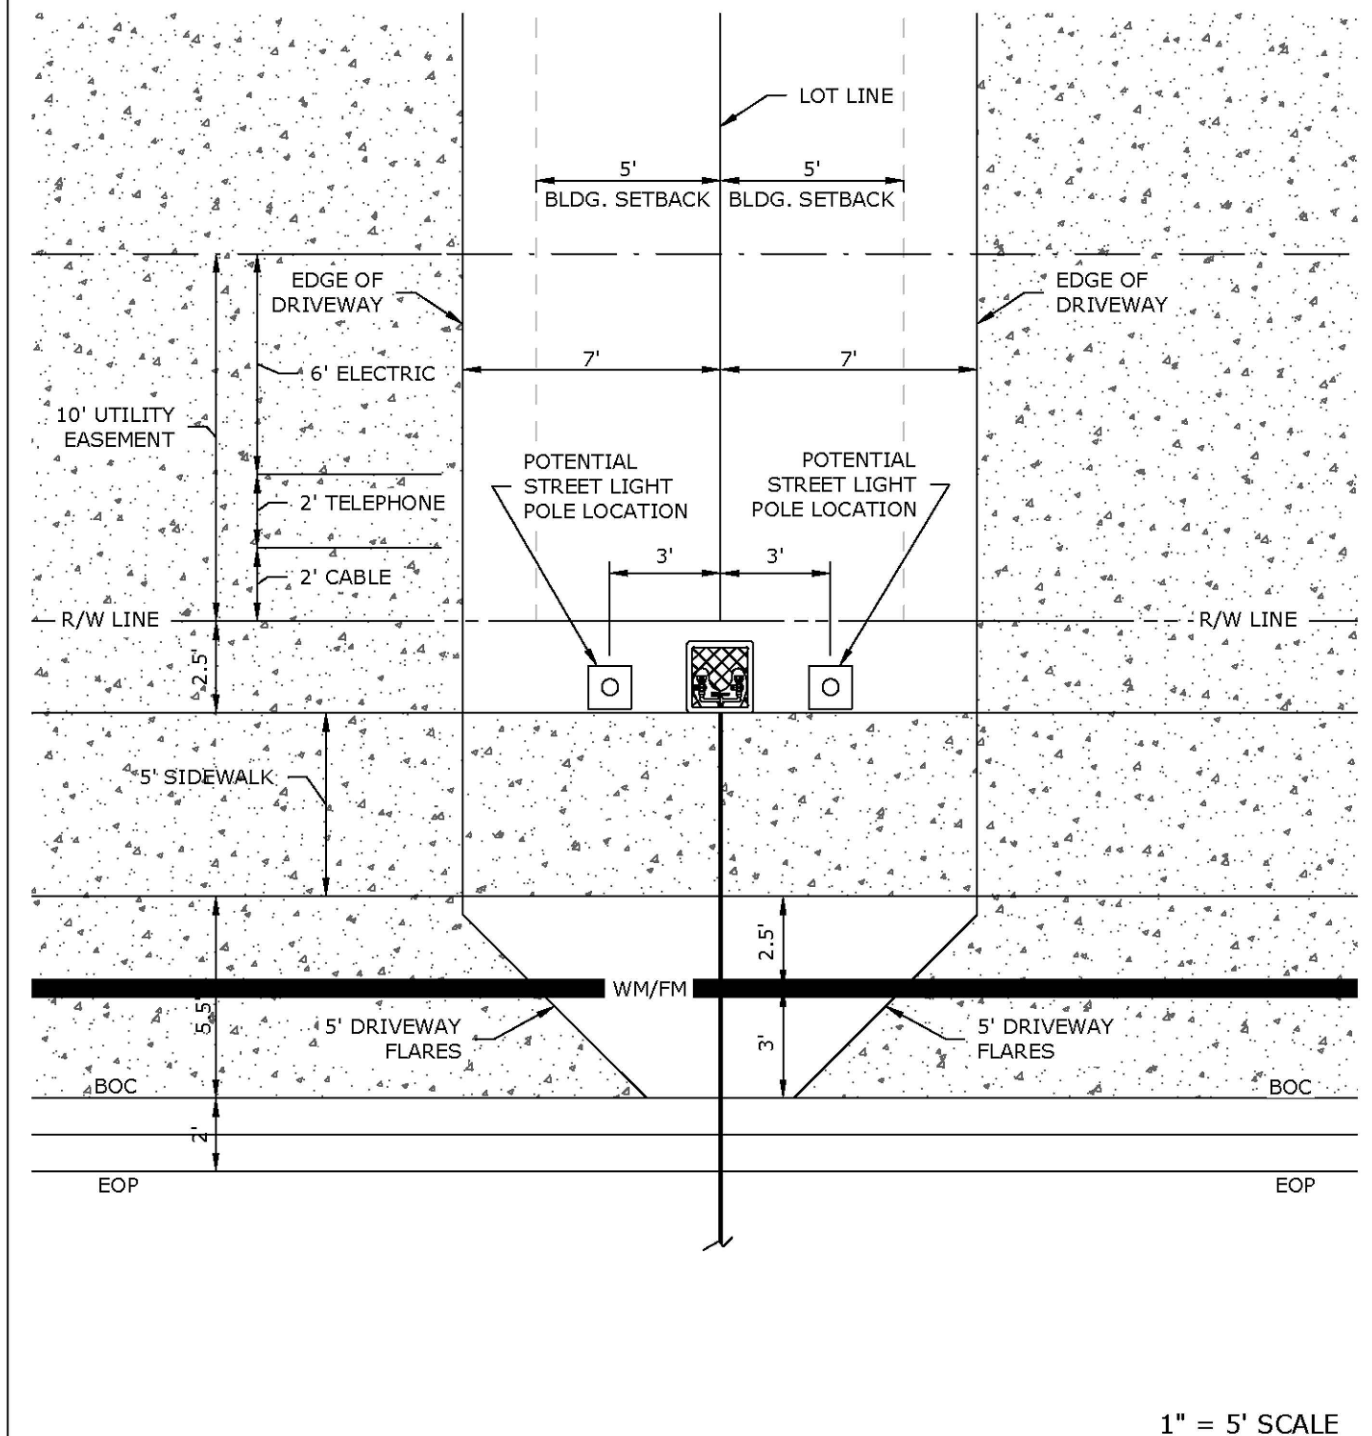 LOT LINE
5'
5'
BLDG. SETBACK
BLDG. SETBACK
EDGE OF
DRIVEWAY
EDGE OF
DRIVEWAY
7'
7'
6' ELECTRIC
10' UTILITY
EASEMENT
POTENTIAL
STREET LIGHT
POLE LOCATION
POTENTIAL
STREET LIGHT
POLE LOCATION
2' TELEPHONE
3'
3'
2' CABLE
R/W LINE
R/W LINE
2.5'
5' SIDEWALK
2.5'
WM/FM
5.5'
5' DRIVEWAY
FLARES
3'
5' DRIVEWAY
FLARES
BOC
BOC
2'
EOP
EOP
1" = 5' SCALE